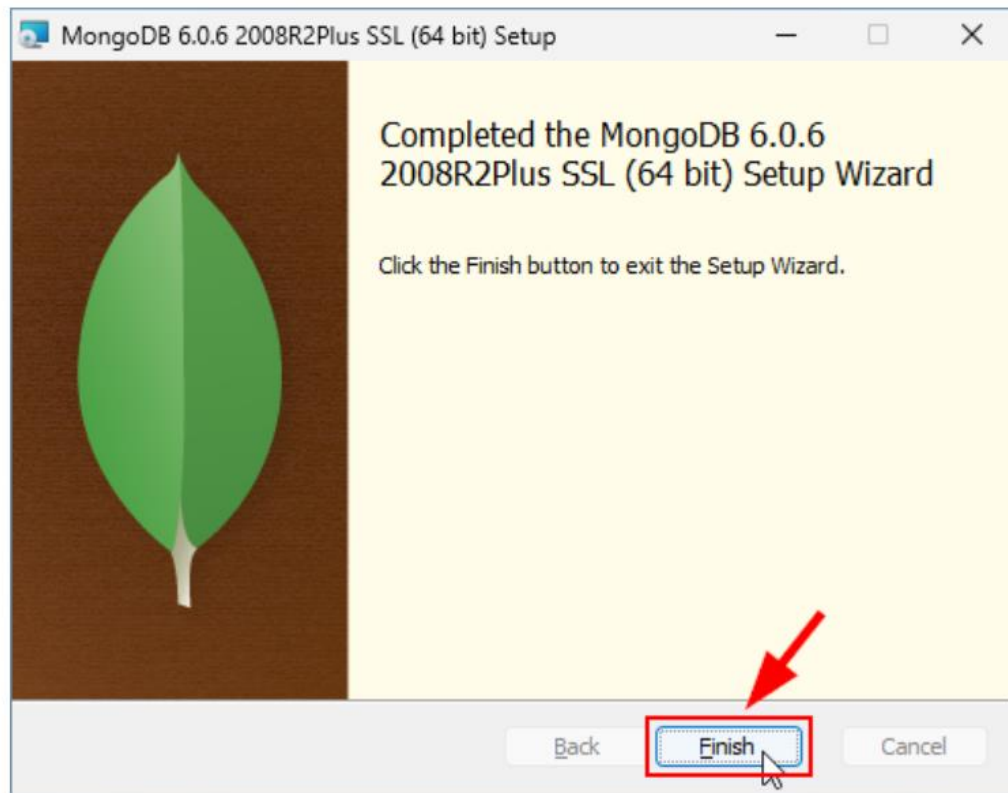 MongoDB 6.0.6 2008R2Plus SSL (64 bit) Setup
Completed the MongoDB 6.0.6
2008R2Plus SSL (64 bit) Setup Wizard
Click the Finish button to exit the Setup Wizard.
Back
Finish
Cancel